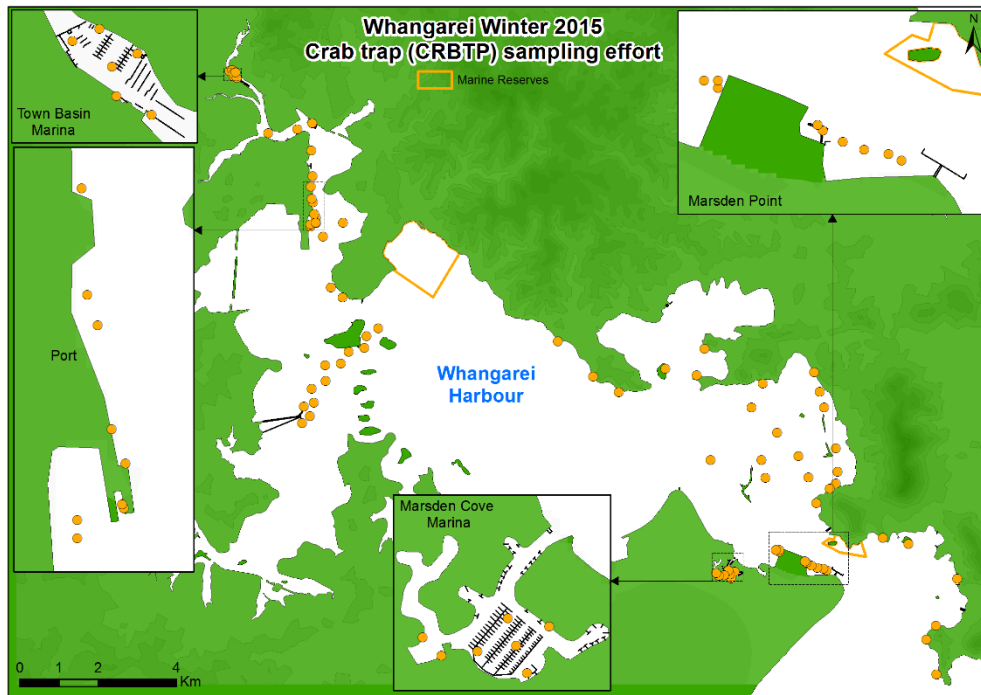 Whangarei Winter 2015
Crab trap (CRBTP) sampling effort
Marine Reserves
N
Town Basin
Marina
Marsden Point
Port
Whangarei
Harbour
Marsden Cove
Marina
0 1 2 4
Km